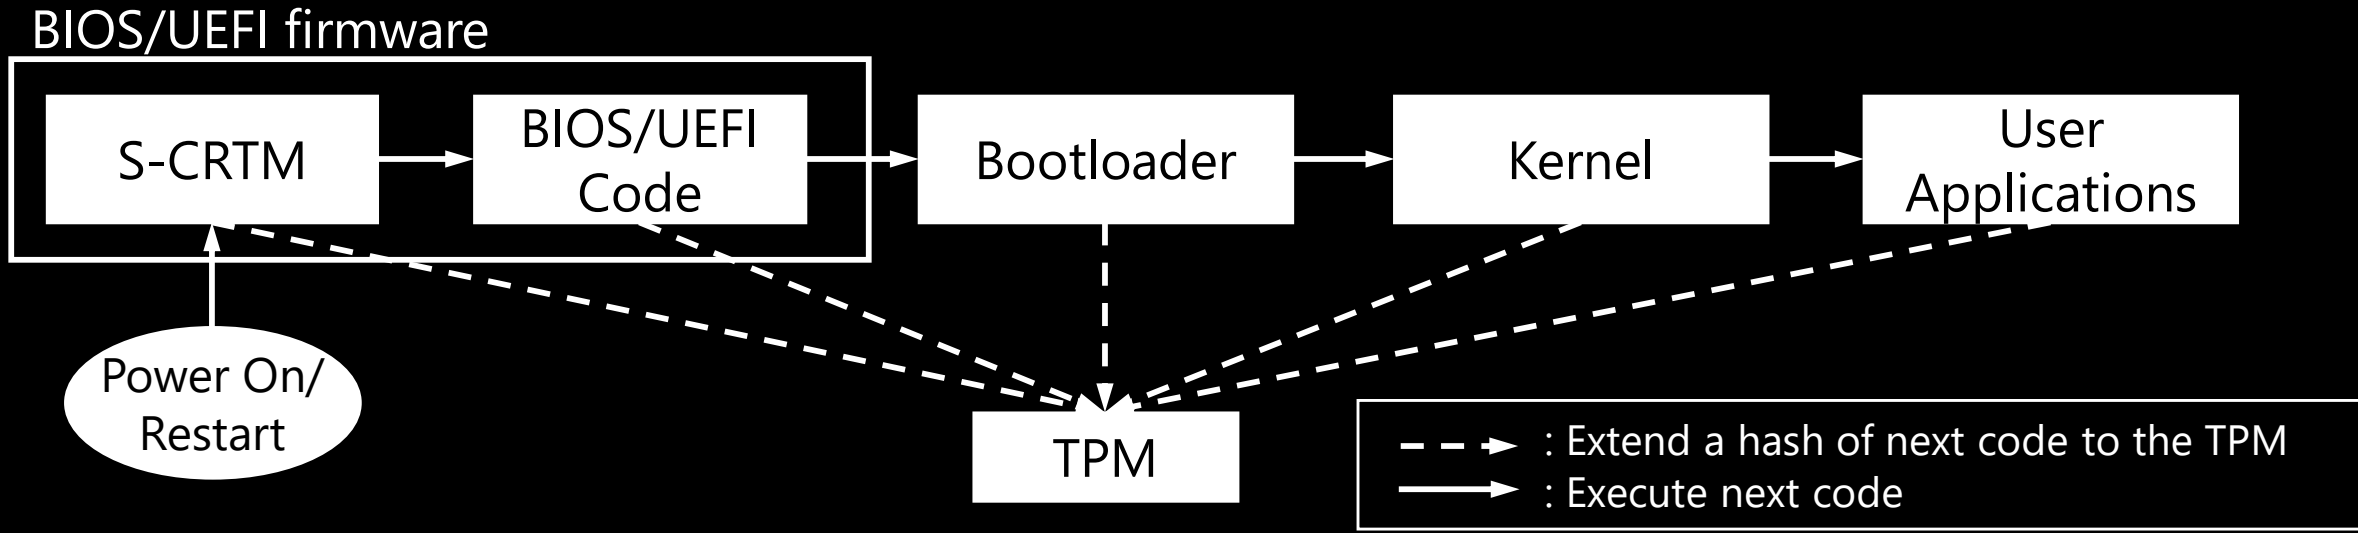 BIOS/UEFI firmware
S-CRTM
BIOS/UEFI
Code
Bootloader
Kernel
User
Applications
Power On/
Restart
TPM
: Extend a hash of next code to the TPM
: Execute next code